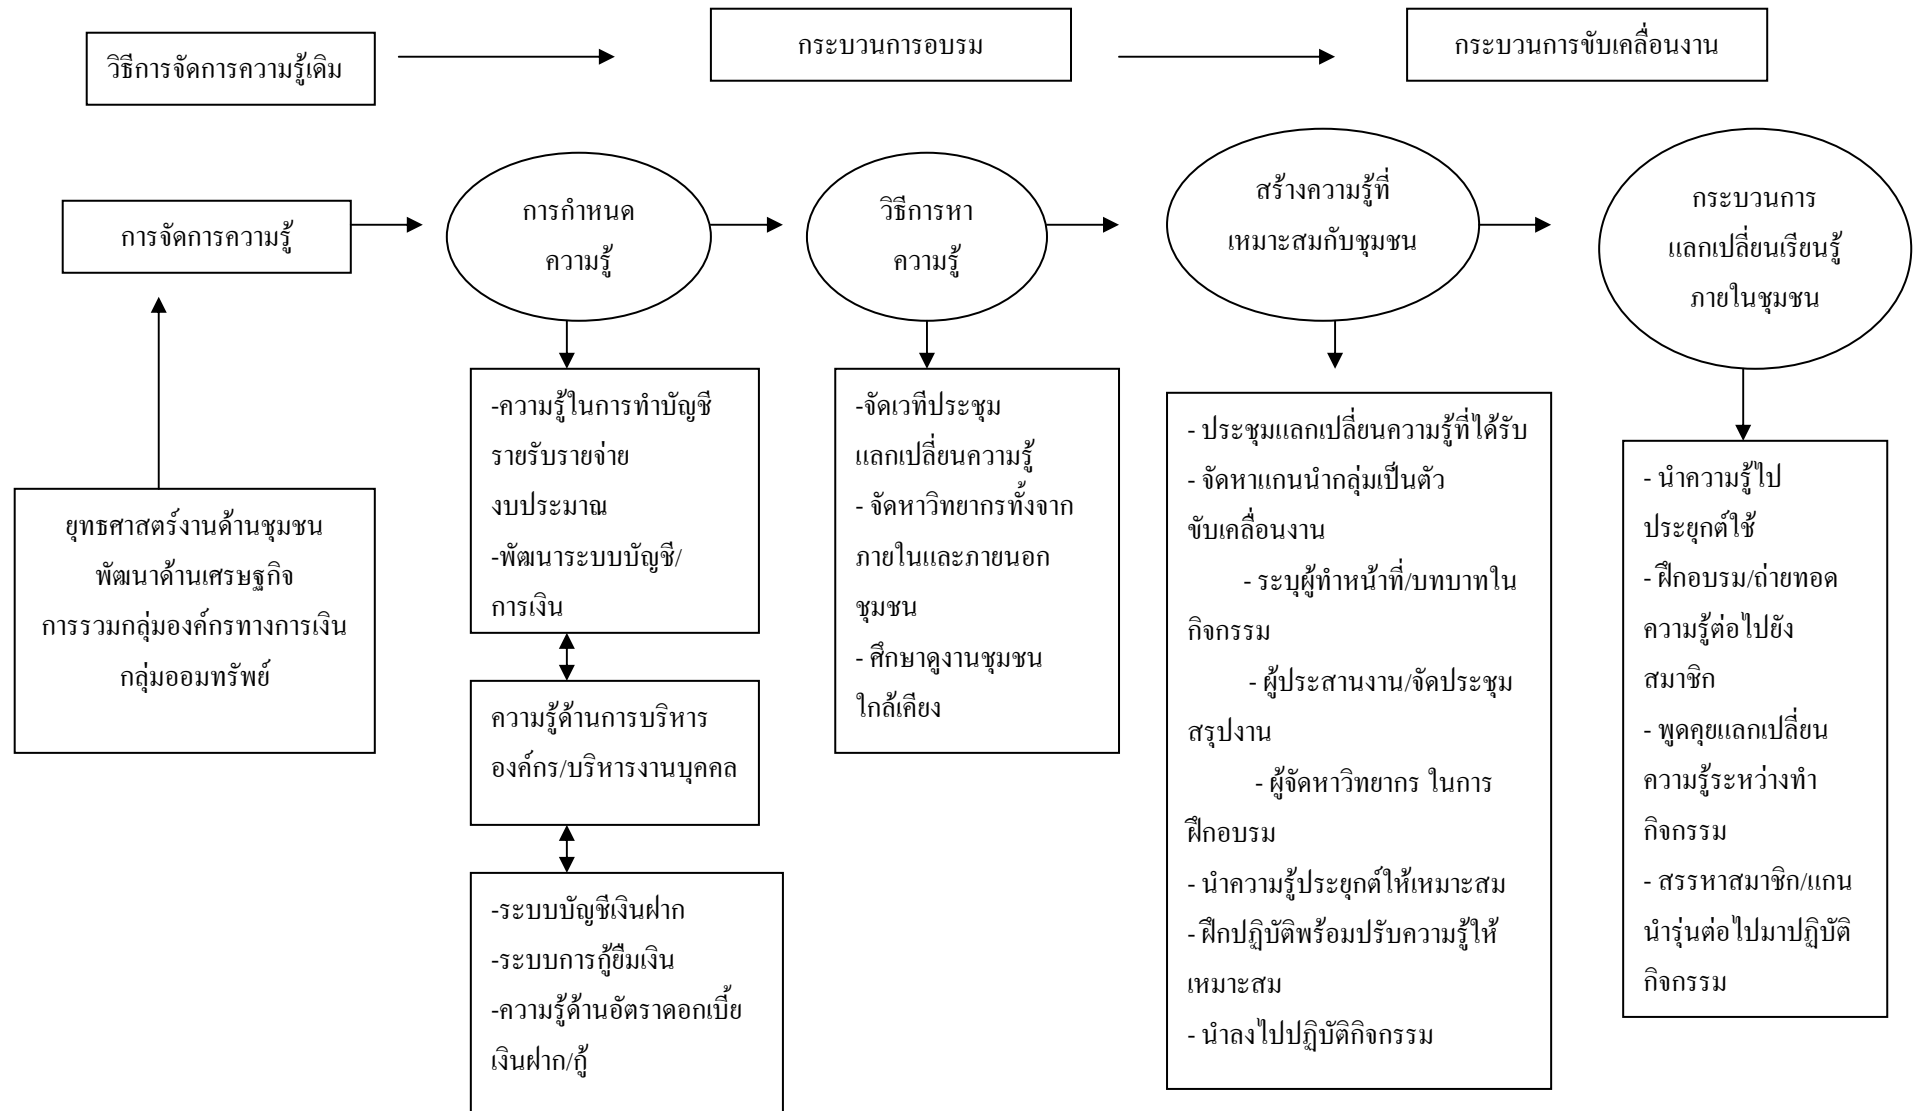 วิธีการจัดการความรู้เดิม
กระบวนการอบรม
กระบวนการขับเคลื่อนงาน
การจัดการความรู้
การกำหนด
ความรู้
วิธีการหา
ความรู้
สร้างความรู้ที่
เหมาะสมกับชุมชน
กระบวนการ
แลกเปลี่ยนเรียนรู้
ภายในชุมชน
ยุทธศาสตร์งานด้านชุมชน
พัฒนาด้านเศรษฐกิจ
การรวมกลุ่มองค์กรทางการเงิน
กลุ่มออมทรัพย์
-ความรู้ในการทำบัญชี
รายรับรายจ่าย
งบประมาณ
-พัฒนาระบบบัญชี/
การเงิน
ความรู้ด้านการบริหาร
องค์กร/บริหารงานบุคคล
-ระบบบัญชีเงินฝาก
-ระบบการกู้ยืมเงิน
-ความรู้ด้านอัตราดอกเบี้ย
เงินฝาก/กู้
-จัดเวทีประชุม
แลกเปลี่ยนความรู้
- จัดหาวิทยากรทั้งจาก
ภายในและภายนอก
ชุมชน
- ศึกษาดูงานชุมชน
ใกล้เคียง
- ประชุมแลกเปลี่ยนความรู้ที่ได้รับ
- จัดหาแกนนำกลุ่มเป็นตัว
ขับเคลื่อนงาน
- ระบุผู้ทำหน้าที่/บทบาทใน
กิจกรรม
- ผู้ประสานงาน/จัดประชุม
สรุปงาน
- ผู้จัดหาวิทยากร ในการ
ฝึกอบรม
- นำความรู้ประยุกต์ให้เหมาะสม
- ฝึกปฏิบัติพร้อมปรับความรู้ให้
เหมาะสม
- นำลงไปปฏิบัติกิจกรรม
- นำความรู้ไป
ประยุกต์ใช้
- ฝึกอบรม/ถ่ายทอด
ความรู้ต่อไปยัง
สมาชิก
- พูดคุยแลกเปลี่ยน
ความรู้ระหว่างทำ
กิจกรรม
- สรรหาสมาชิก/แกน
นำรุ่นต่อไปมาปฏิบัติ
กิจกรรม